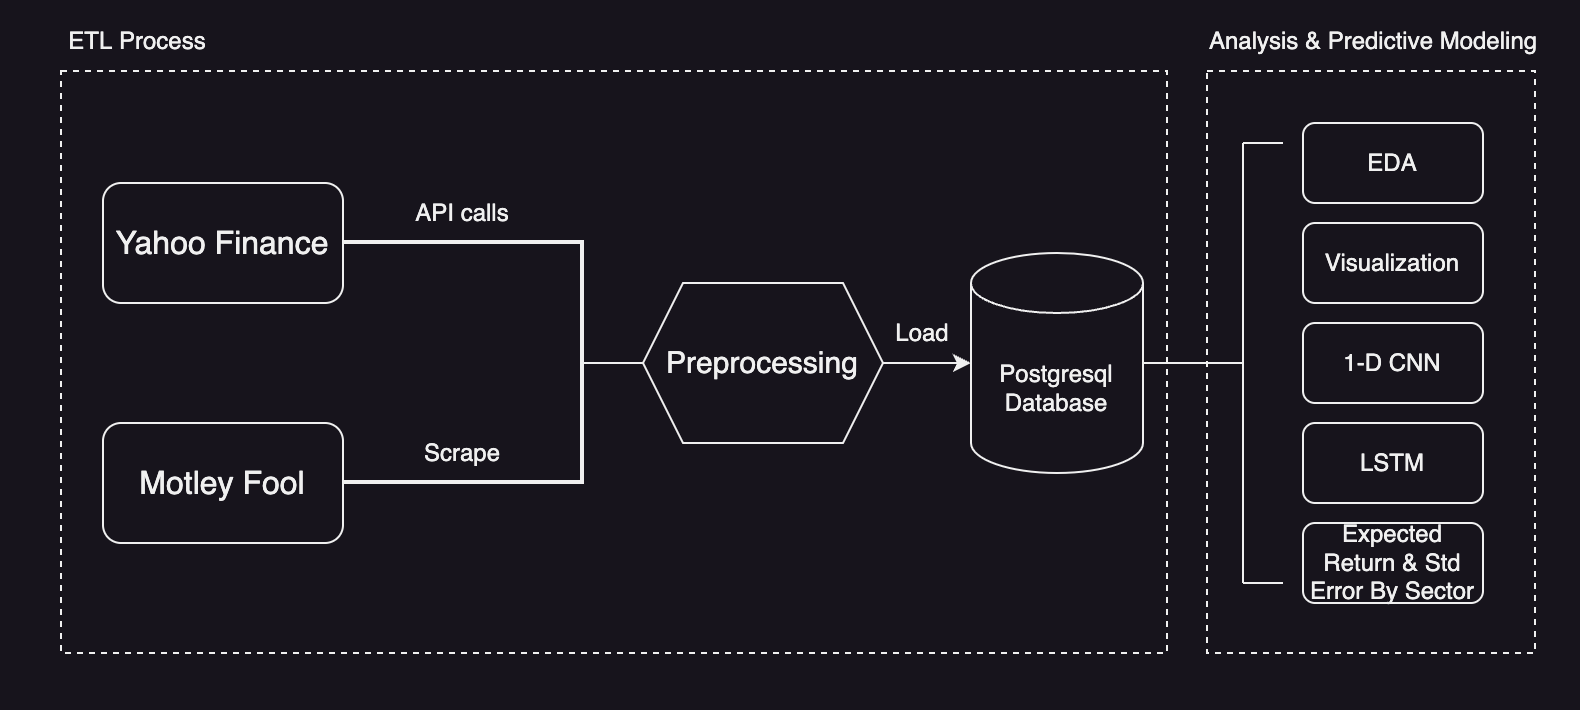 ETL Process
Analysis & Predictive Modeling
Yahoo Finance
API calls
Motley Fool
Scrape
Preprocessing
Load
Postgresql
Database
EDA
Visualization
1-D CNN
LSTM
Expected
Return & Std
Error By Sector